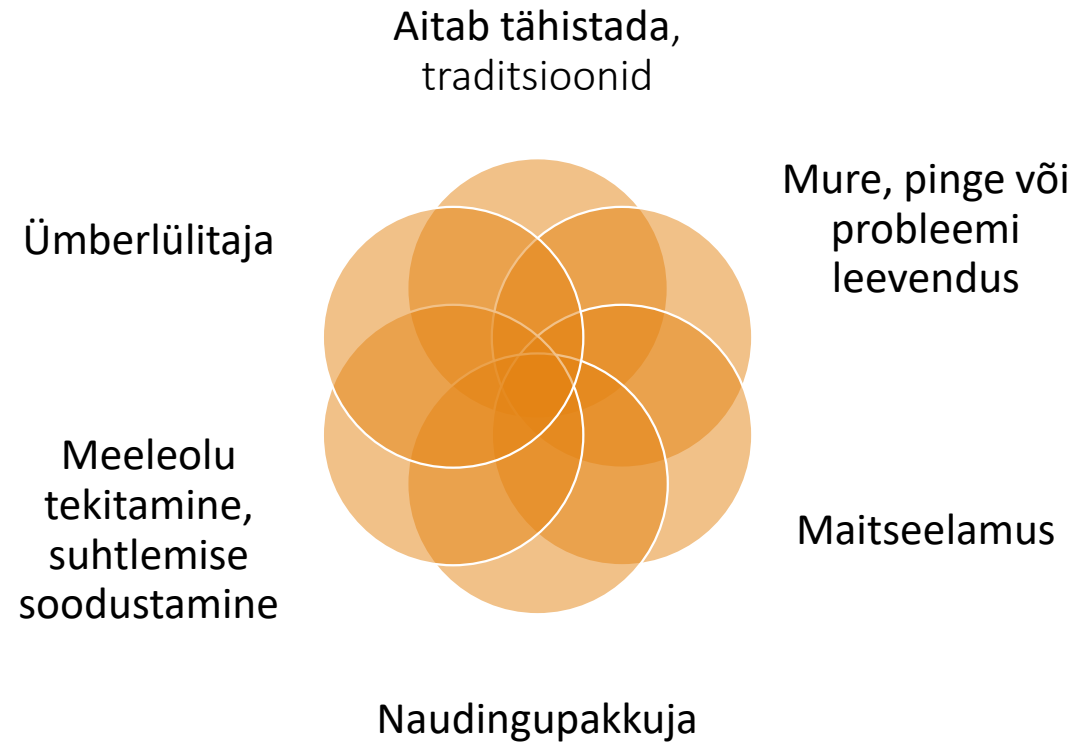 Aitab tähistada,
traditsioonid
Mure, pinge või
probleemi
leevendus
Maitseelamus
Naudingupakkuja
Meeleolu
tekitamine,
suhtlemise
soodustamine
Ümberlülitaja